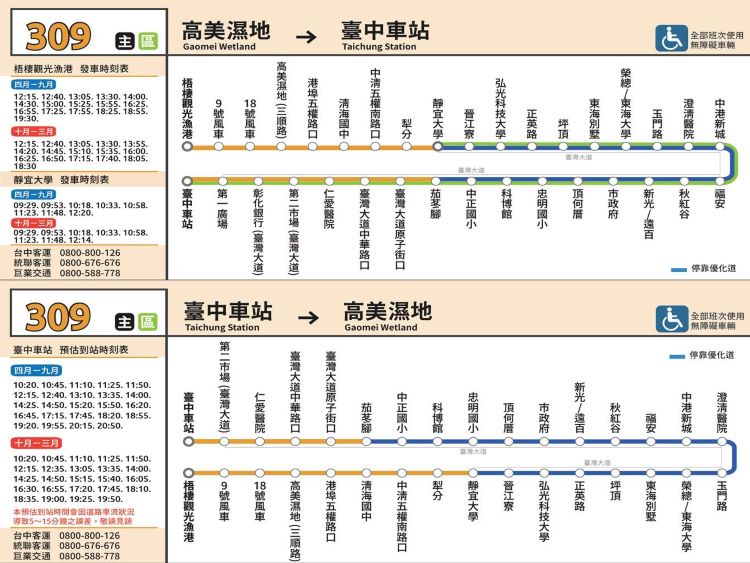 309 主 區
高美濕地 → 臺中車站
Gaomei Wetland Taichung Station
全部班次使用
無障礙車輛
梧棲觀光漁港 發車時刻表
四月－九月
12:15. 12:40. 13:05. 13:30. 14:00.
14:30. 15:00. 15:25. 15:55. 16:25.
16:55. 17:25. 17:55. 18:25. 18:55.
19:30.
十月－三月
12:15. 12:40. 13:05. 13:30. 13:55.
14:20. 14:45. 15:10. 15:35. 16:00.
16:25. 16:50. 17:15. 17:40. 18:05.
18:30
靜宜大學 發車時刻表
四月－九月
09:29. 09:53. 10:18. 10:33. 10:58.
11:23. 11:48. 12:20.
十月－三月
09:29. 09:53. 10:18. 10:33. 10:58.
11:23. 11:48. 12:14.
台中客運 0800-800-126
統聯客運 0800-676-676
巨業交通 0800-588-778
梧棲觀光漁港
9號風車
18號風車
高美濕地(三順路)
港埠五權路口
清海國中
中清五權南路口
犁分
靜宜大學
晉江寮
弘光科技大學
正英路
坪頂
東海別墅
榮總/東海大學
玉門路
澄清醫院
中港新城
臺灣大道
臺灣大道
臺中車站
第一廣場
彰化銀行(臺灣大道)
第二市場(臺灣大道)
仁愛醫院
臺灣大道中華路口
臺灣大道原子街口
茄苳腳
中正國小
科博館
忠明國小
頂何厝
市政府
新光/遠百
秋紅谷
福安
停靠優化道
309 主 區
臺中車站 → 高美濕地
Taichung Station Gaomei Wetland
全部班次使用
無障礙車輛
停靠優化道
臺中車站 預估到站時刻表
四月－九月
10:20. 10:45. 11:10. 11:25. 11:50.
12:15. 12:40. 13:10. 13:35. 14:00.
14:25. 14:50. 15:20. 15:50. 16:20.
16:45. 17:15. 17:45. 18:20. 18:55.
19:20. 19:55. 20:15. 20:50.
十月－三月
10:20. 10:45. 11:10. 11:25. 11:50.
12:15. 12:35. 13:05. 13:35. 14:00.
14:25. 14:50. 15:15. 15:40. 16:05.
16:30. 16:55. 17:20. 17:45. 18:10.
18:35. 19:00. 19:25. 19:50.
本預估到站時間會因道路車流狀況
導致5～15分鐘之誤差，敬請見諒
台中客運 0800-800-126
統聯客運 0800-676-676
巨業交通 0800-588-778
臺中車站
第二市場(臺灣大道)
仁愛醫院
臺灣大道中華路口
臺灣大道原子街口
茄苳腳
中正國小
科博館
忠明國小
頂何厝
市政府
新光/遠百
秋紅谷
福安
中港新城
澄清醫院
臺灣大道
臺灣大道
梧棲觀光漁港
9號風車
18號風車
高美濕地(三順路)
港埠五權路口
清海國中
中清五權南路口
犁分
靜宜大學
晉江寮
弘光科技大學
正英路
坪頂
東海別墅
榮總/東海大學
玉門路